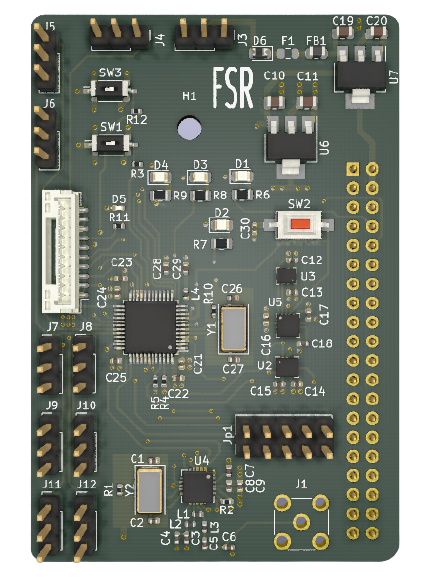 C19 C20
J5
J4 J3
D6 F1 FB1
SW3
C10 C11
U7
FSR
H1
J6
R12
SW1
U6
R3
D4 D3 D1
R9 R8 R6
D5
R11
D2
SW2
C30
R7
C12
C23
C28
C29
U3
C24
L4
R10
C26
C13
U5
C17
Y1
C16
C18
J7 J8
C21
C25
C27
U2
R5
R4
C22
C15 C14
J9 J10
Jp1
C1
U4
J11 J12
R1
Y2
C7
C8
C9
J1
R2
C2
L1
L2
C4
C3
L3
C5
C6